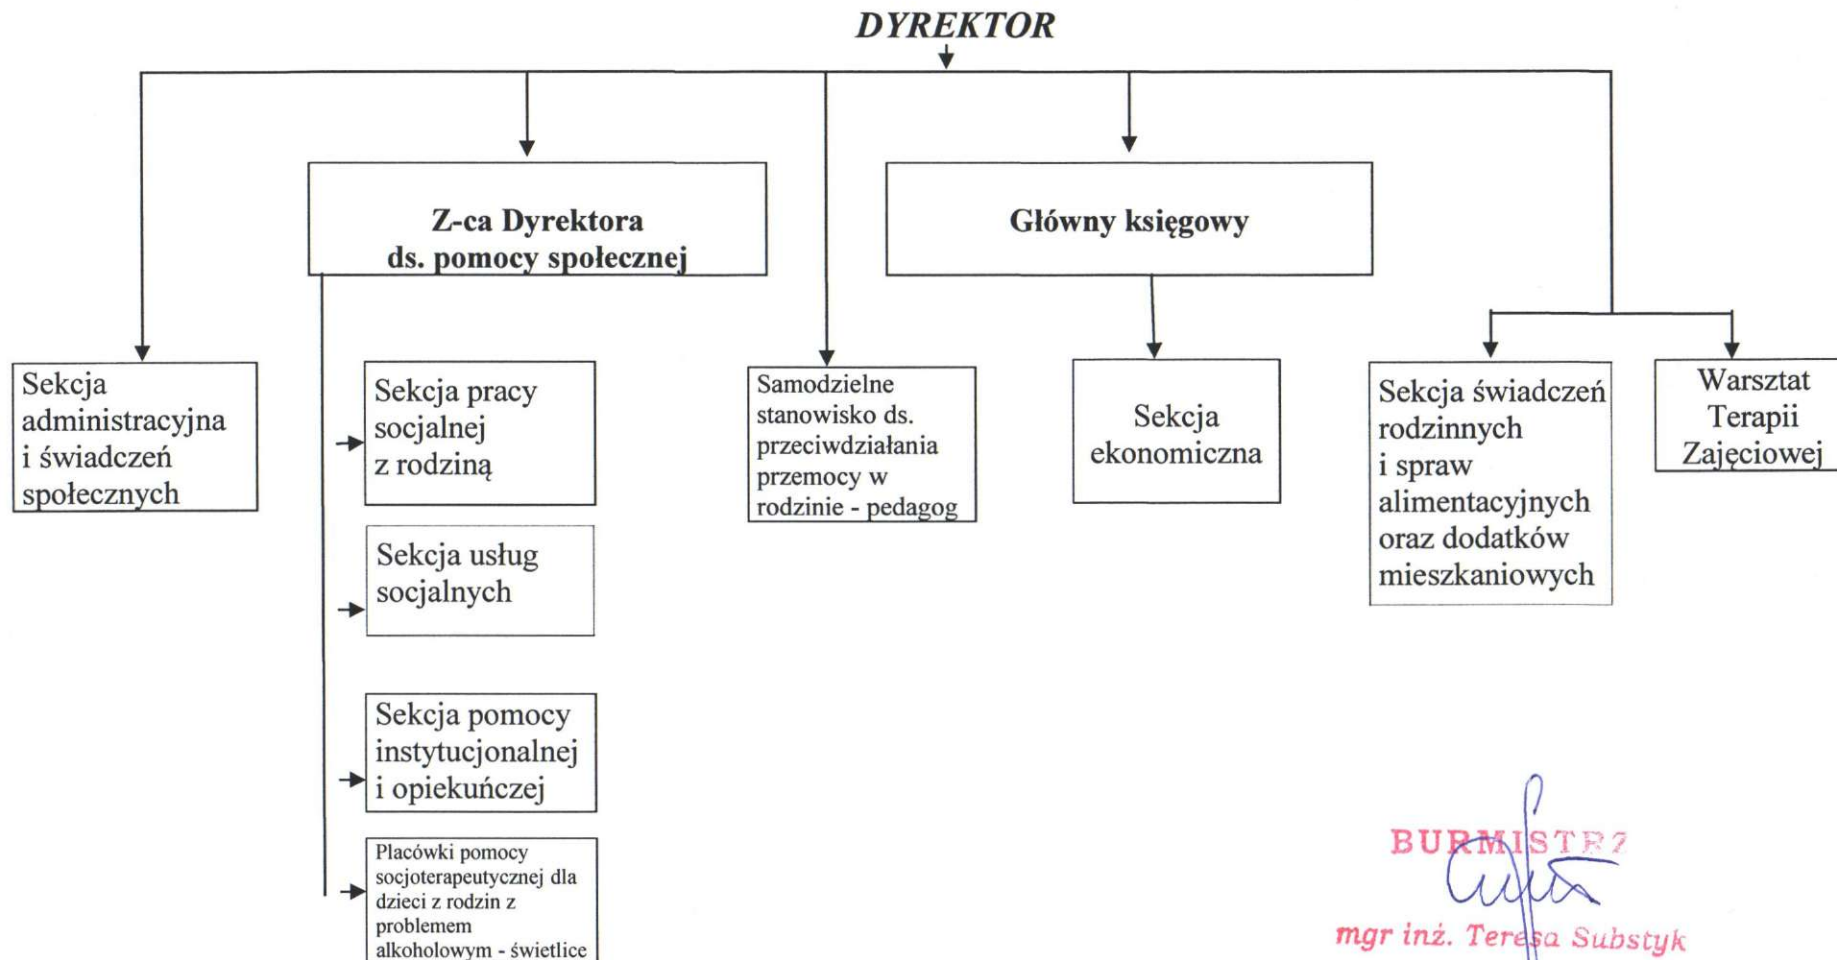 DYREKTOR
Z-ca Dyrektora
ds. pomocy społecznej
Główny księgowy
Sekcja
administracyjna
i świadczeń
społecznych
Sekcja pracy
socjalnej
z rodziną
Sekcja usług
socjalnych
Sekcja pomocy
instytucjonalnej
i opiekuńczej
Placówki pomocy
socjoterapeutycznej dla
dzieci z rodzin z
problemem
alkoholowym - świetlice
Samodzielne
stanowisko ds.
przeciwdziałania
przemocy w
rodzinie - pedagog
Sekcja
ekonomiczna
Sekcja świadczeń
rodzinnych
i spraw
alimentacyjnych
oraz dodatków
mieszkaniowych
Warsztat
Terapii
Zajęciowej
BURMISTRZ
mgr inż. Teresa Substyk